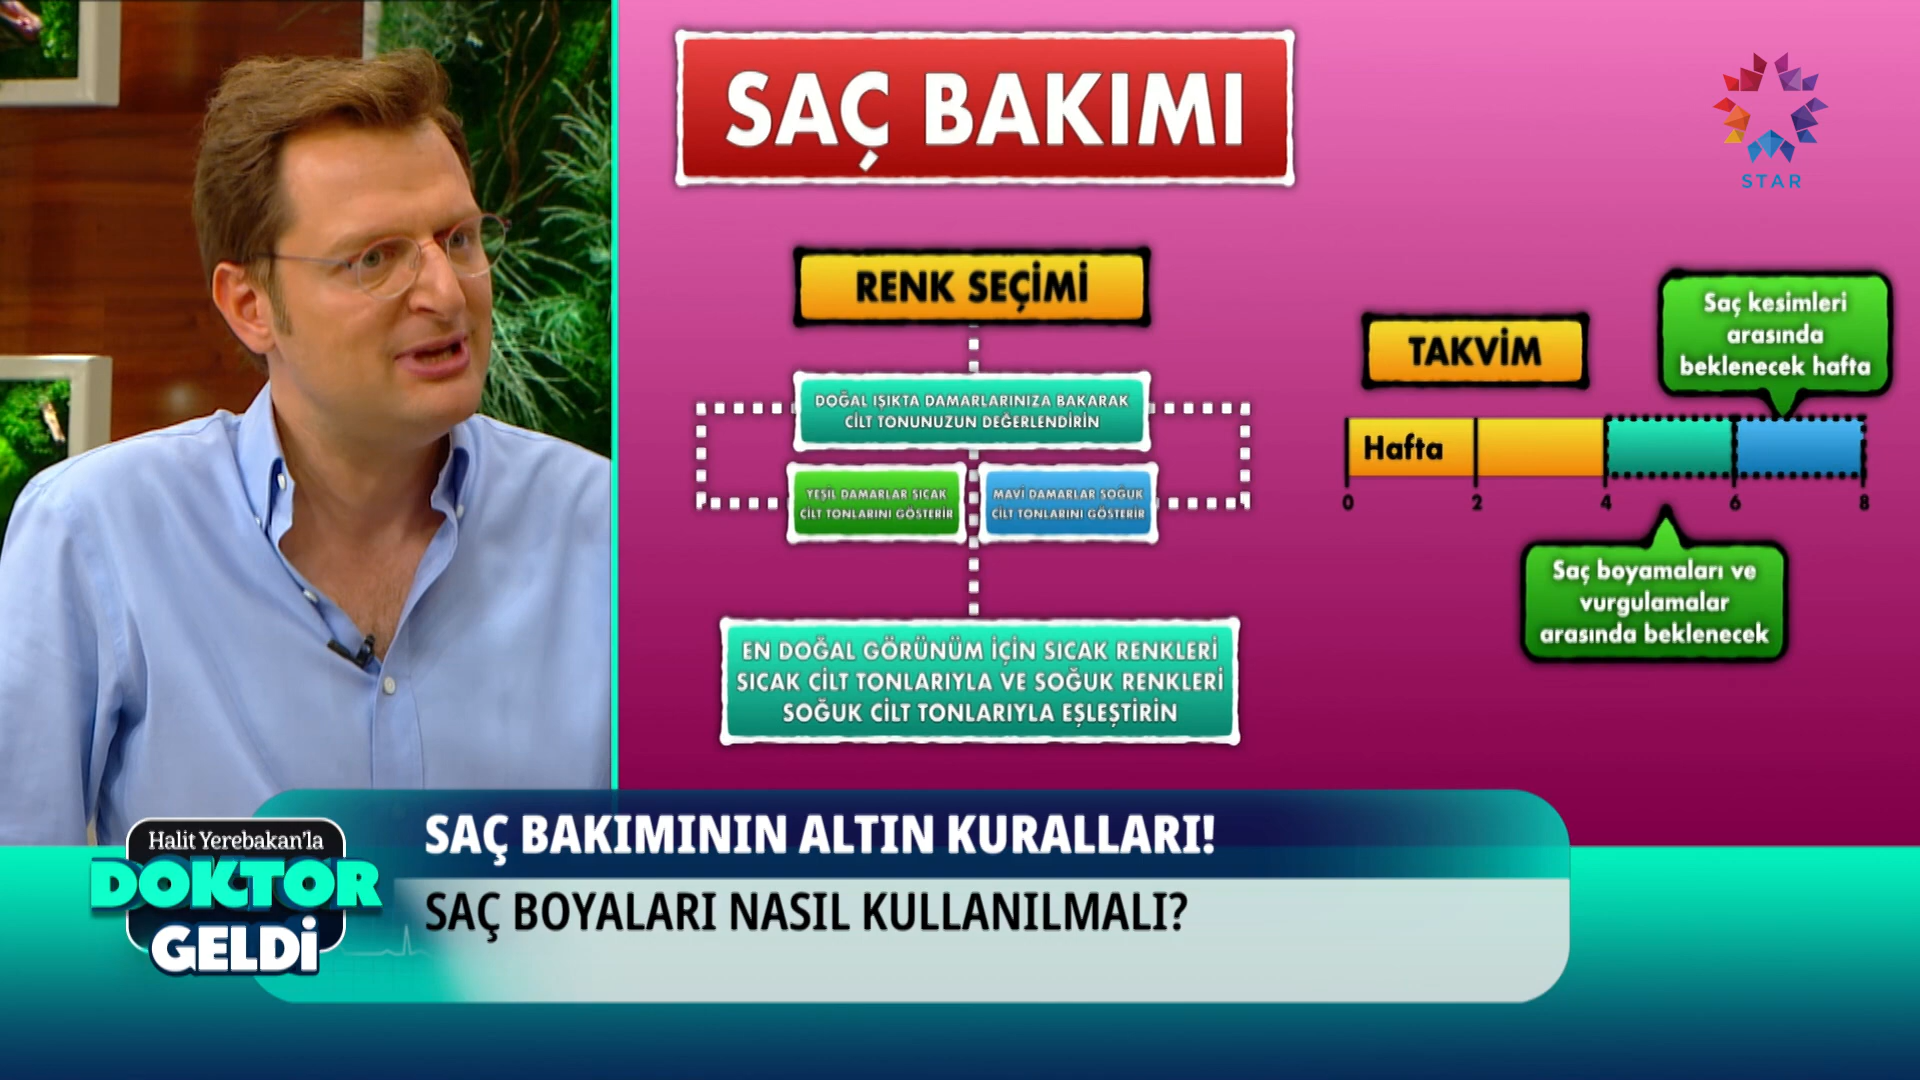 SAÇ BAKIMI
STAR
RENK SEÇİMİ
DOĞAL IŞIKTA DAMARLARINIZA BAKARAK
CİLT TONUNUZUN DEĞERLENDİRİN
YEŞİL DAMARLAR SICAK
CİLT TONLARINI GÖSTERİR
MAVİ DAMARLAR SOĞUK
CİLT TONLARINI GÖSTERİR
EN DOĞAL GÖRÜNÜM İÇİN SICAK RENKLERİ
SICAK CİLT TONLARIYLA VE SOĞUK RENKLERİ
SOĞUK CİLT TONLARIYLA EŞLEŞTİRİN
TAKVİM
Saç kesimleri
arasında
beklenecek hafta
Hafta
0 2 4 6 8
Saç boyamaları ve
vurgulamalar
arasında beklenecek
Halit Yerebakan'la
DOKTOR
GELDİ
SAÇ BAKIMININ ALTIN KURALLARI!
SAÇ BOYALARI NASIL KULLANILMALI?